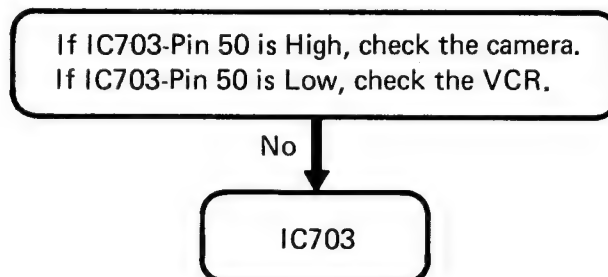 If IC703-Pin 50 is High, check the camera.
If IC703-Pin 50 is Low, check the VCR.
No
IC703